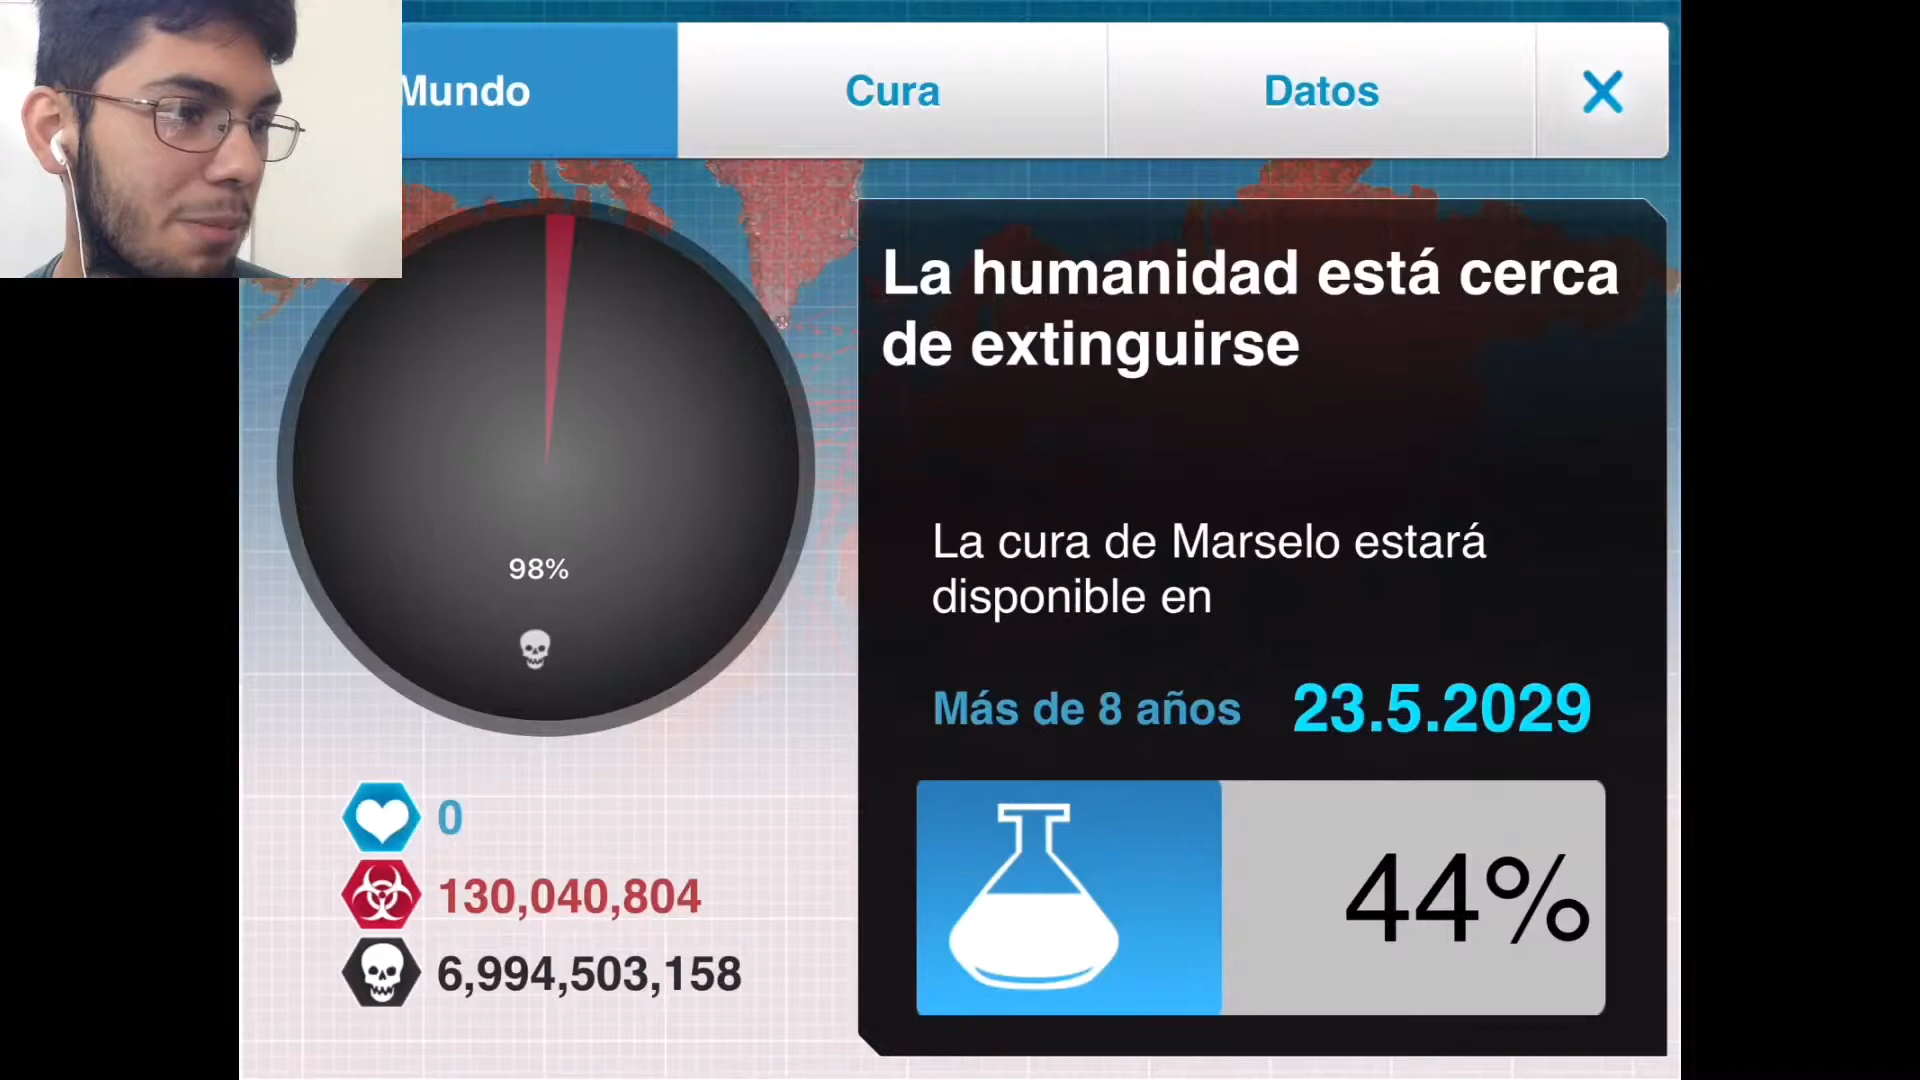 Mundo
Cura
Datos
La humanidad está cerca
de extinguirse
98%
La cura de Marselo estará
disponible en
Más de 8 años
23.5.2029
0
130,040,804
6,994,503,158
44%